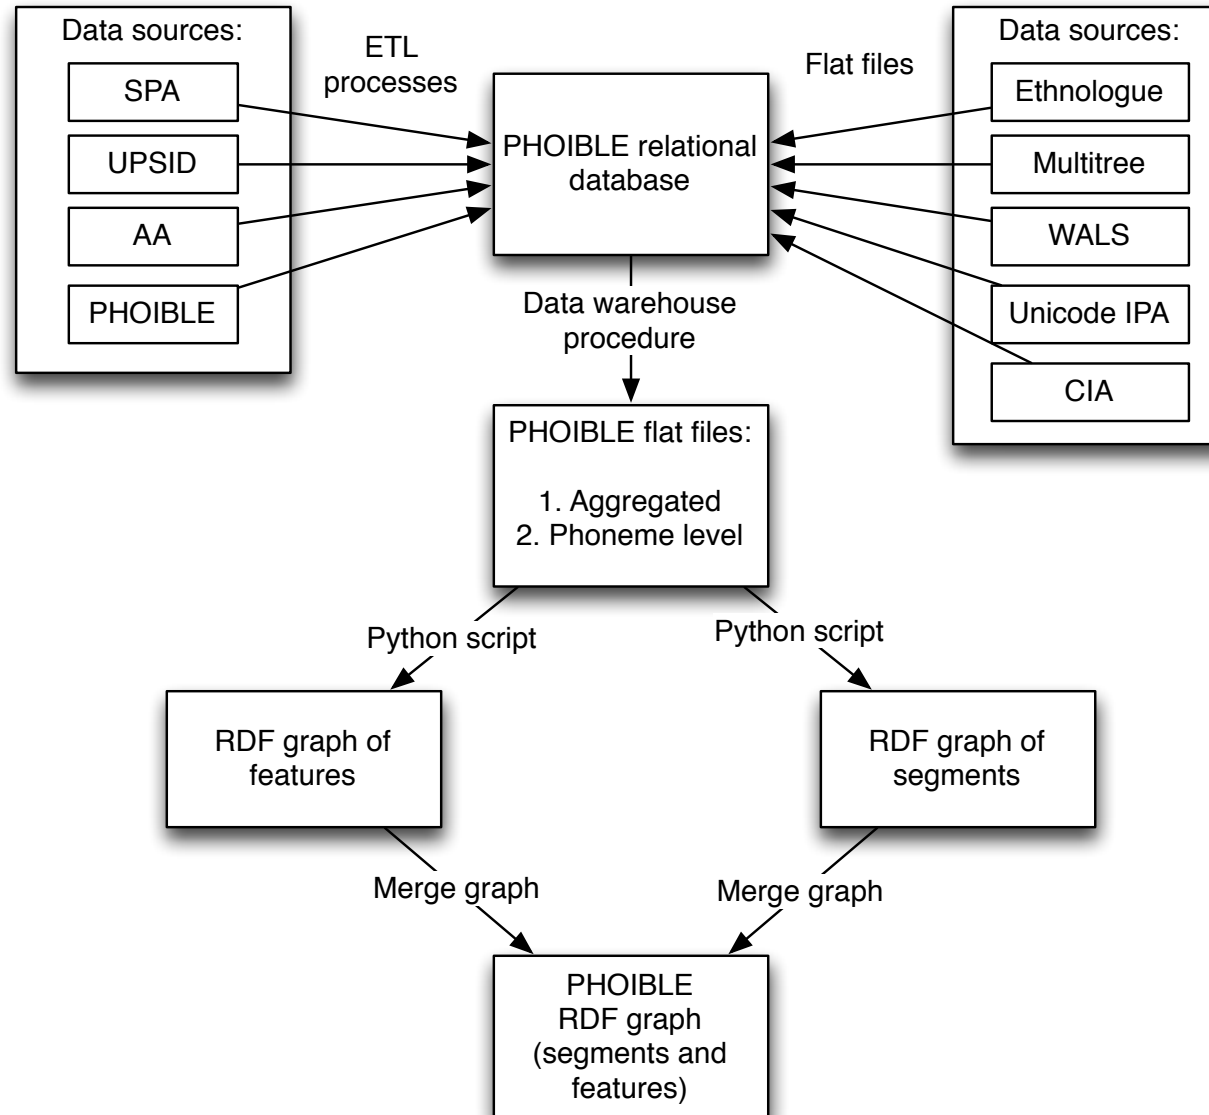 Data sources:
SPA
UPSID
AA
PHOIBLE
ETL
processes
PHOIBLE relational
database
Flat files
Data sources:
Ethnologue
Multitree
WALS
Unicode IPA
CIA
Data warehouse
procedure
PHOIBLE flat files:
1. Aggregated
2. Phoneme level
Python script
Python script
RDF graph of
features
RDF graph of
segments
Merge graph
Merge graph
PHOIBLE
RDF graph
(segments and
features)